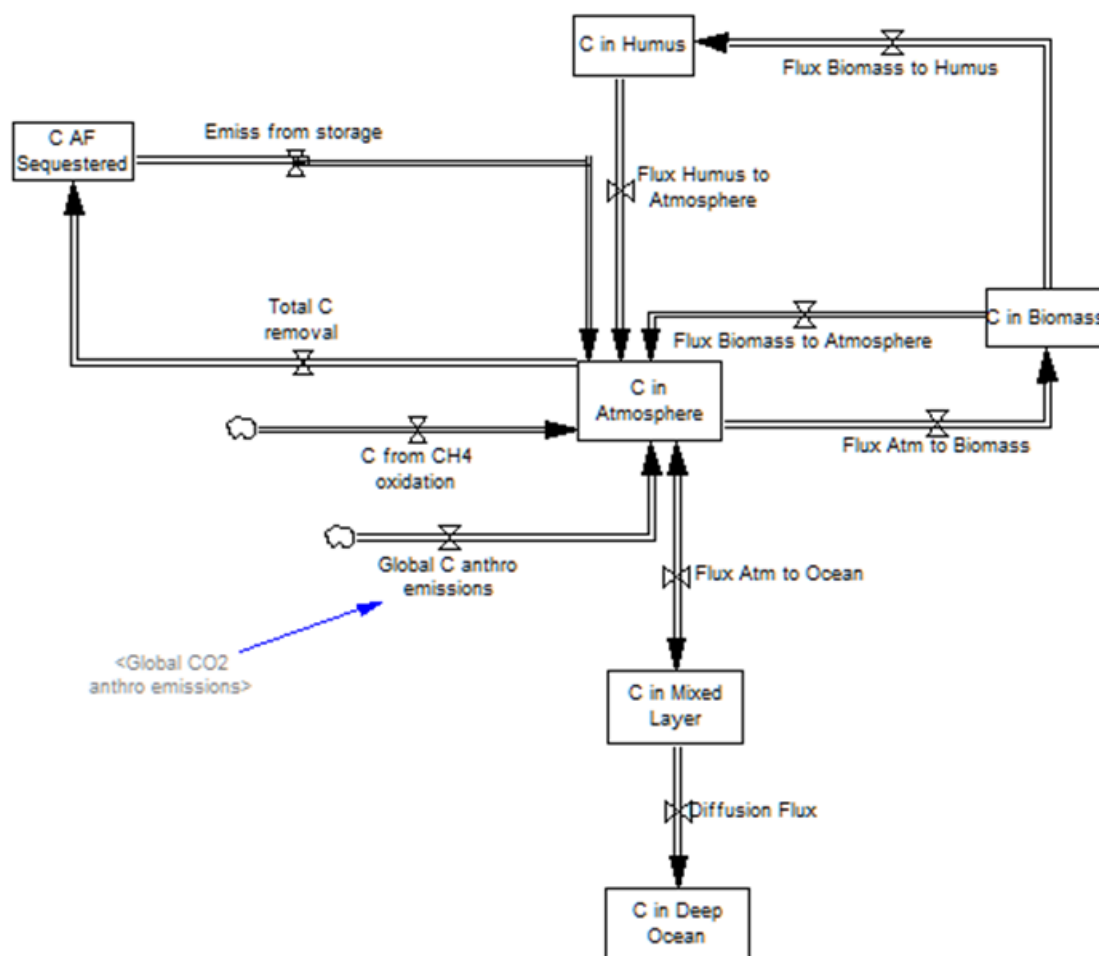 C in Humus
Flux Biomass to Humus
C AF
Sequestered
Emiss from storage
Flux Humus to
Atmosphere
Total C
removal
C in Biomass
Flux Biomass to Atmosphere
C in
Atmosphere
Flux Atm to Biomass
C from CH4
oxidation
Global C anthro
emissions
Flux Atm to Ocean
<Global CO2
anthro emissions>
C in Mixed
Layer
Diffusion Flux
C in Deep
Ocean